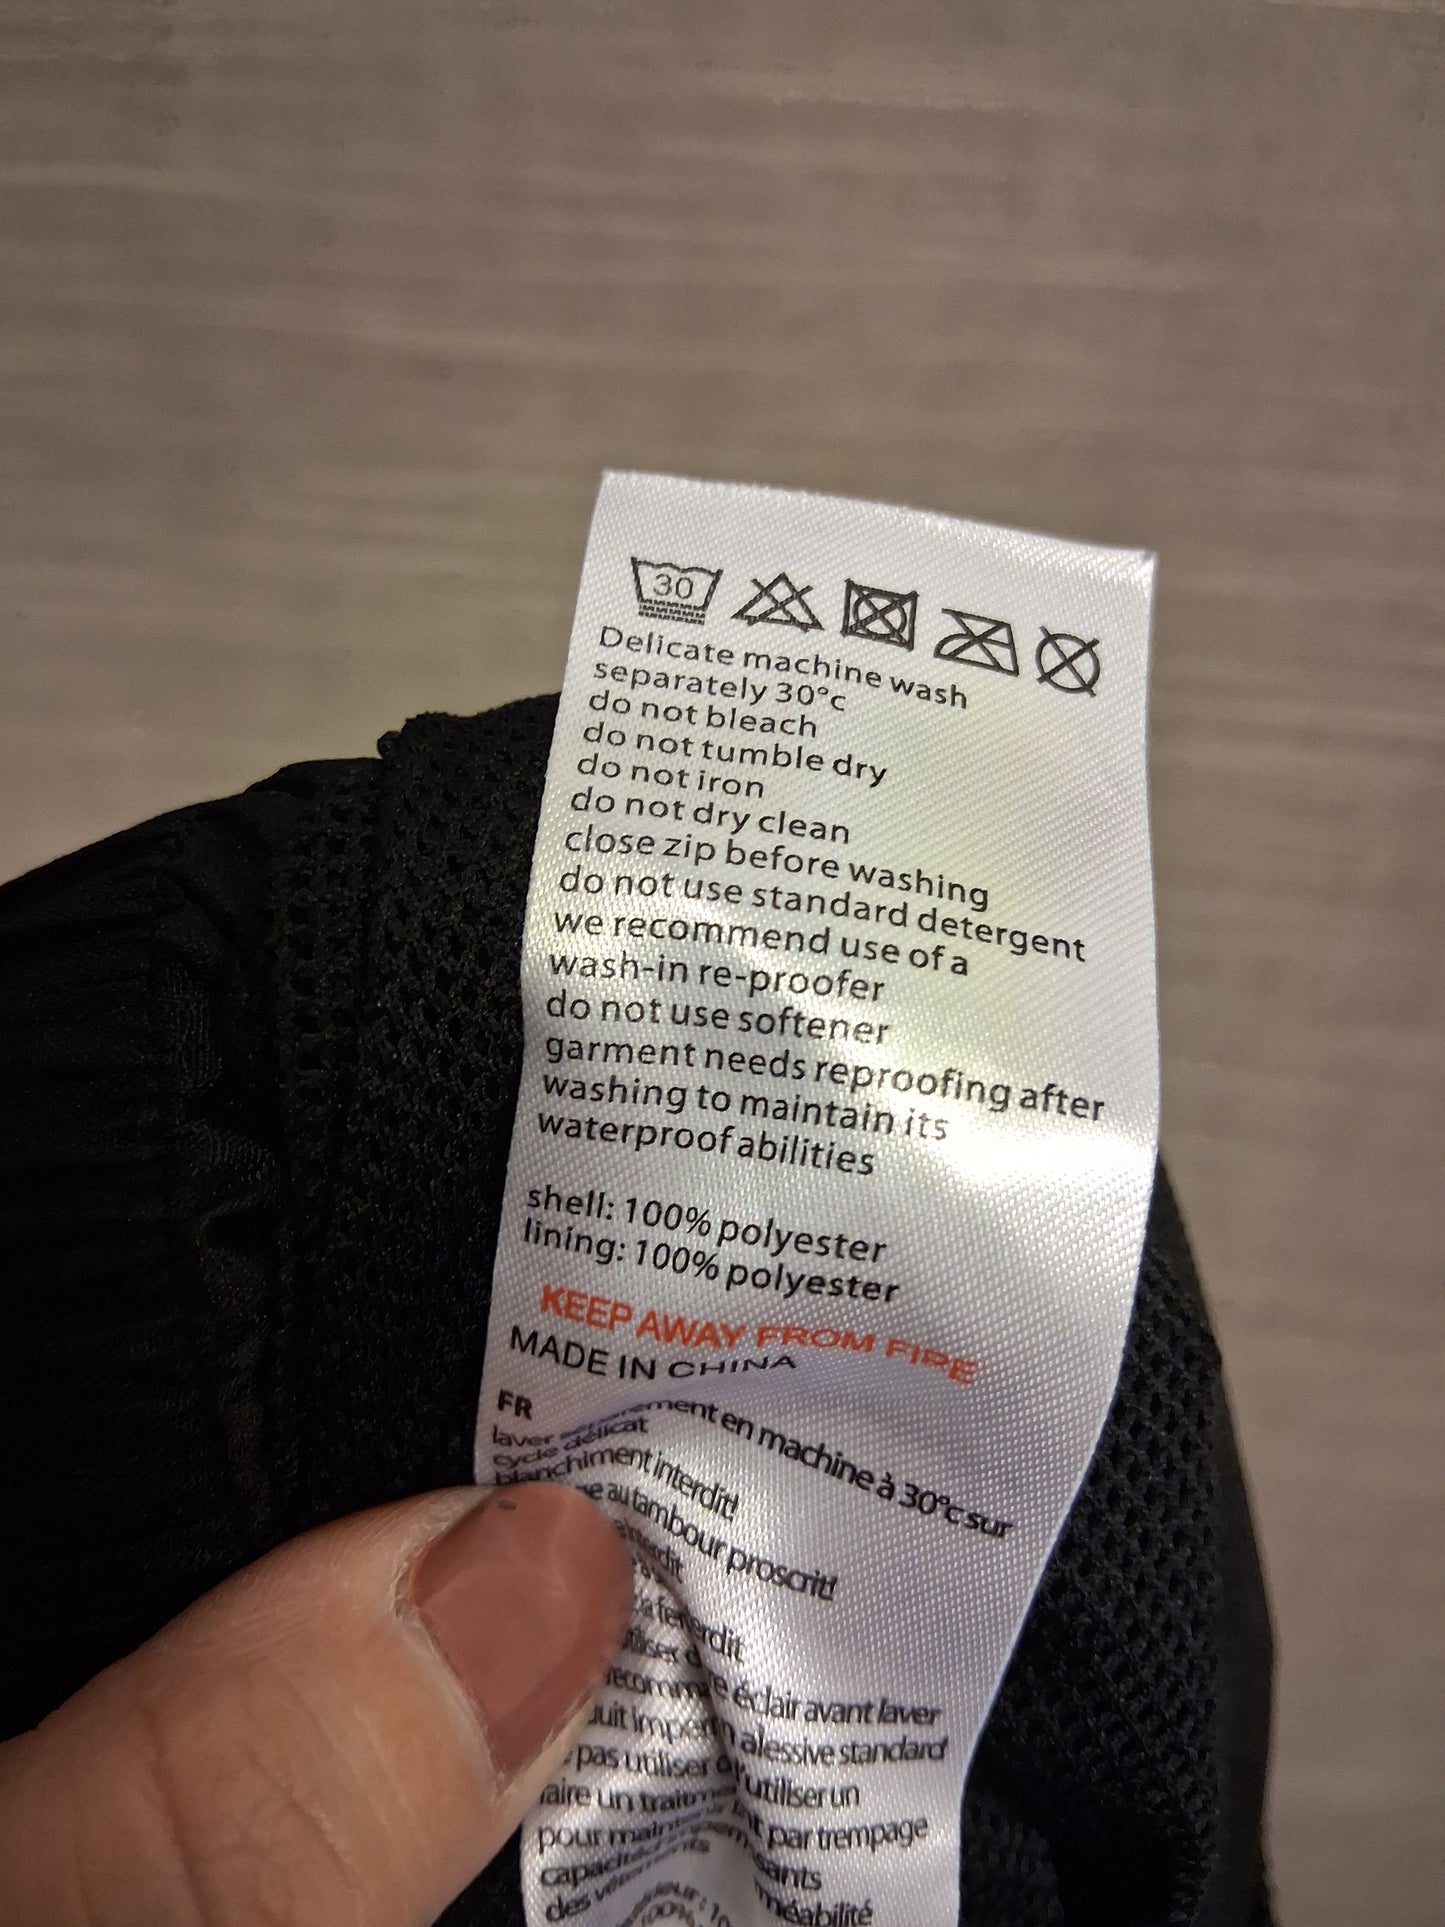 30
Delicate machine wash
separately 30°c
do not bleach
do not tumble dry
do not iron
do not dry clean
close zip before washing
do not use standard detergent
we recommend use of a
wash-in re-proofer
do not use softener
garment needs reproofing after
washing to maintain its
waterproof abilities
shell: 100% polyester
lining: 100% polyester
KEEP AWAY FROM FIRE
MADE IN CHINA
FR
laver en machine à 30°c sur
cycle délicat
blanchiment interdit!
au tambour proscrit!
éclair avant laver
alessive standard
pas utiliser d'utiliser un
faire un par trempage
pour
des